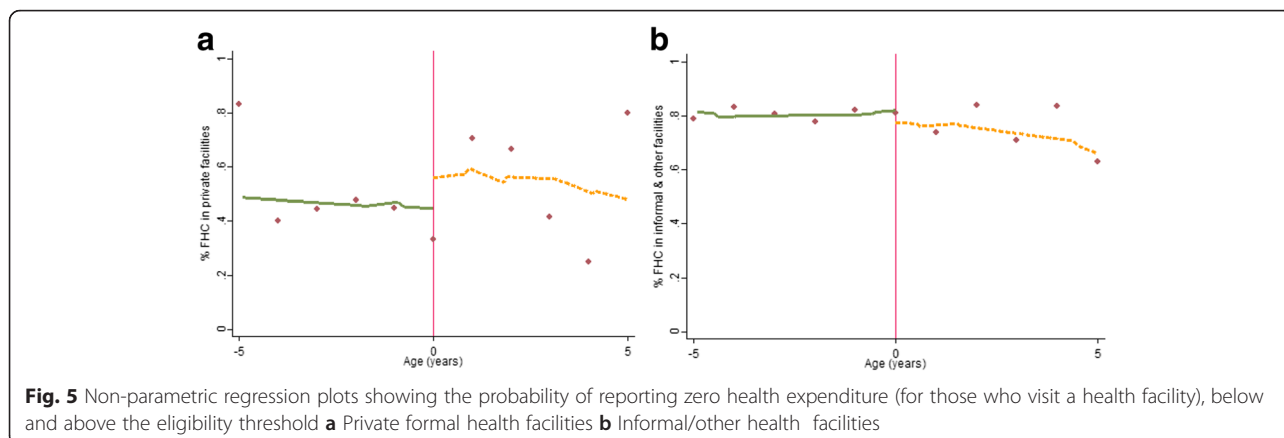 a
b
% FHC in private facilities
0 .2 .4 .6 .8 1
-5 0 5
Age (years)
% FHC in informal & other facilities
0 .2 .4 .6 .8 1
-5 0 5
Age (years)
Fig. 5 Non-parametric regression plots showing the probability of reporting zero health expenditure (for those who visit a health facility), below
and above the eligibility threshold a Private formal health facilities b Informal/other health facilities